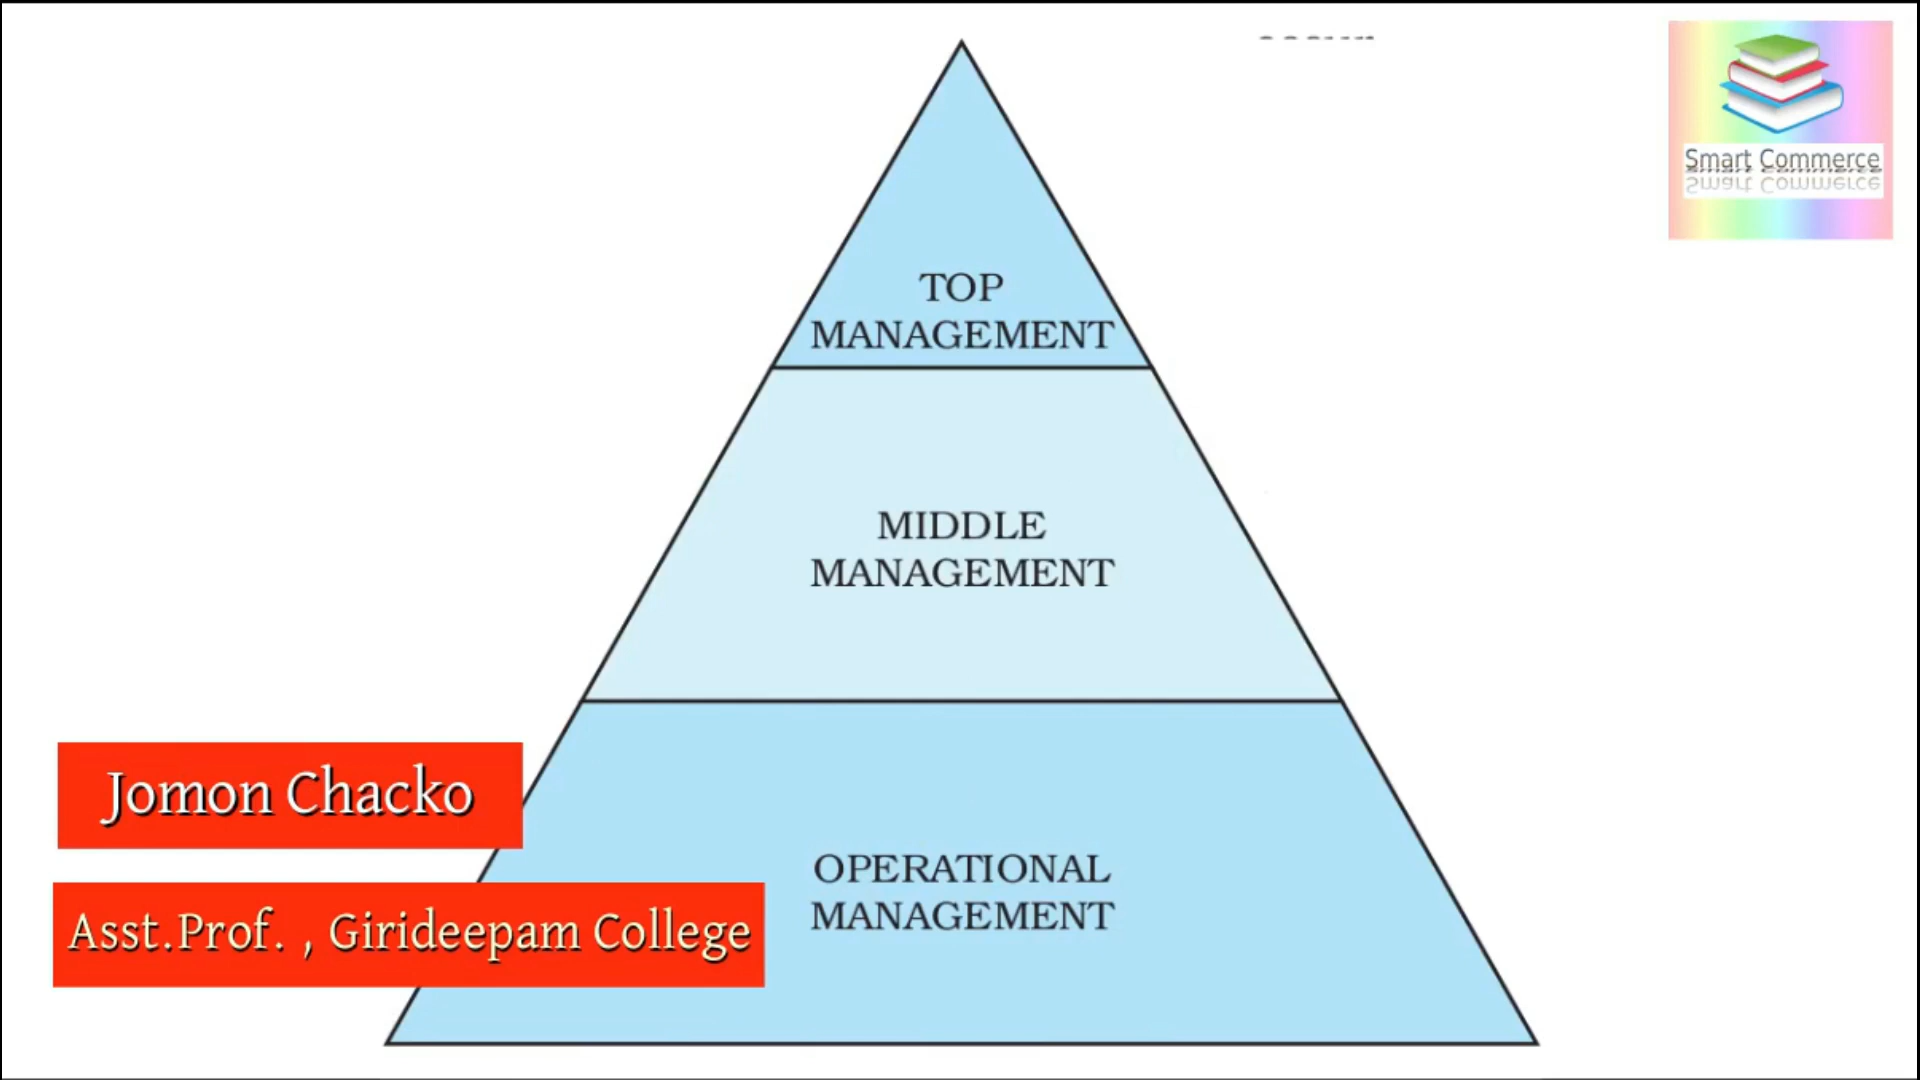 Smart Commerce
TOP
MANAGEMENT
MIDDLE
MANAGEMENT
OPERATIONAL
MANAGEMENT
Jomon Chacko
Asst.Prof. , Girideepam College